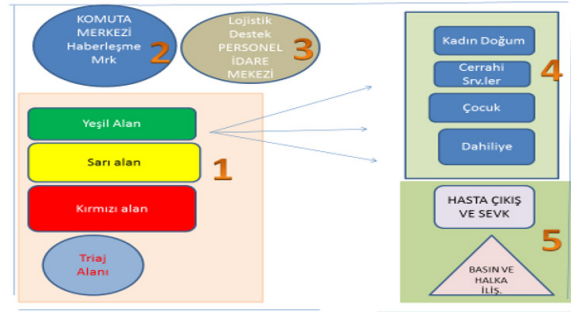 KOMUTA
MERKEZİ
Haberleşme
Mrk
2
Lojistik
Destek
PERSONEL
İDARE
MEKEZİ
3
Yeşil Alan
Sarı alan
Kırmızı alan
1
Triaj
Alanı
Kadın Doğum
Cerrahi
Srv.ler
Çocuk
Dahiliye
4
HASTA ÇIKIŞ
VE SEVK
5
BASIN VE
HALKA
İLİŞ.